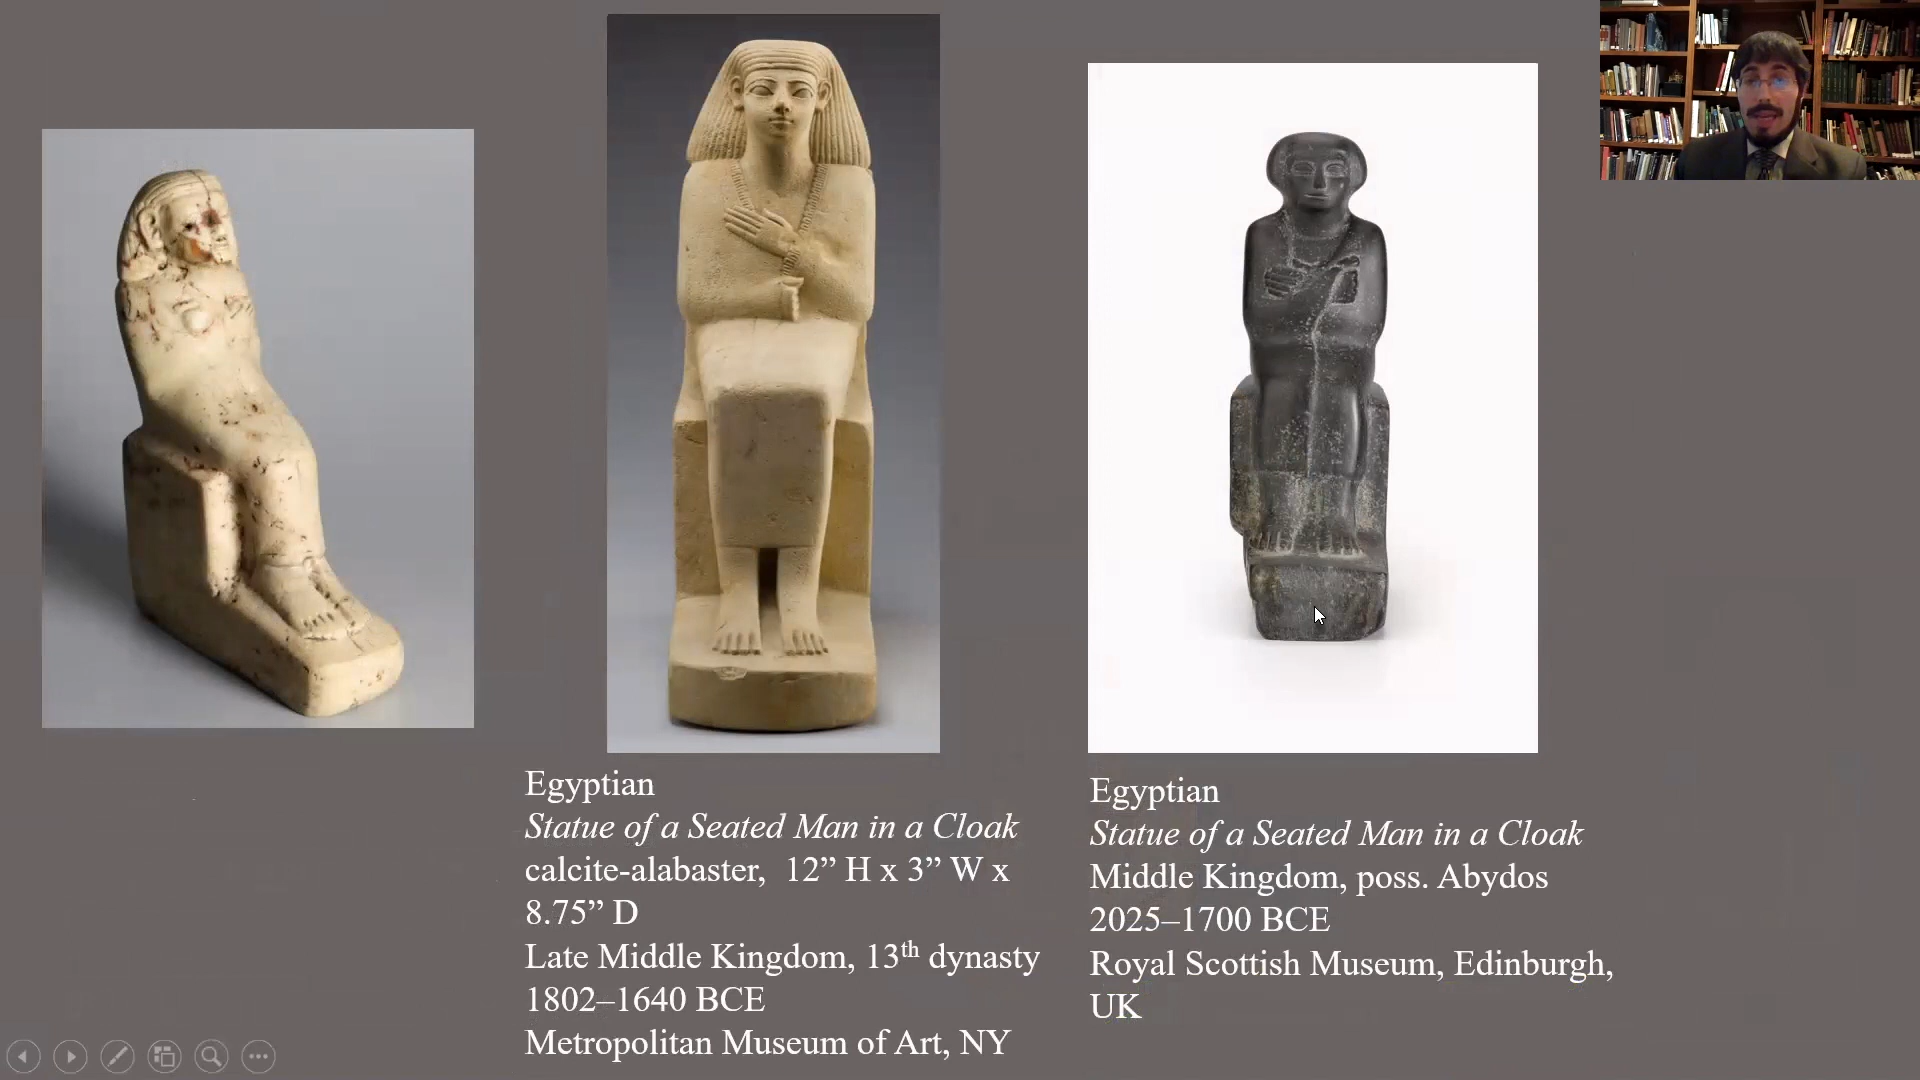 Egyptian
Statue of a Seated Man in a Cloak
calcite-alabaster,  12” H x 3” W x
8.75” D
Late Middle Kingdom, 13th dynasty
1802–1640 BCE
Metropolitan Museum of Art, NY
Egyptian
Statue of a Seated Man in a Cloak
Middle Kingdom, poss. Abydos
2025–1700 BCE
Royal Scottish Museum, Edinburgh,
UK